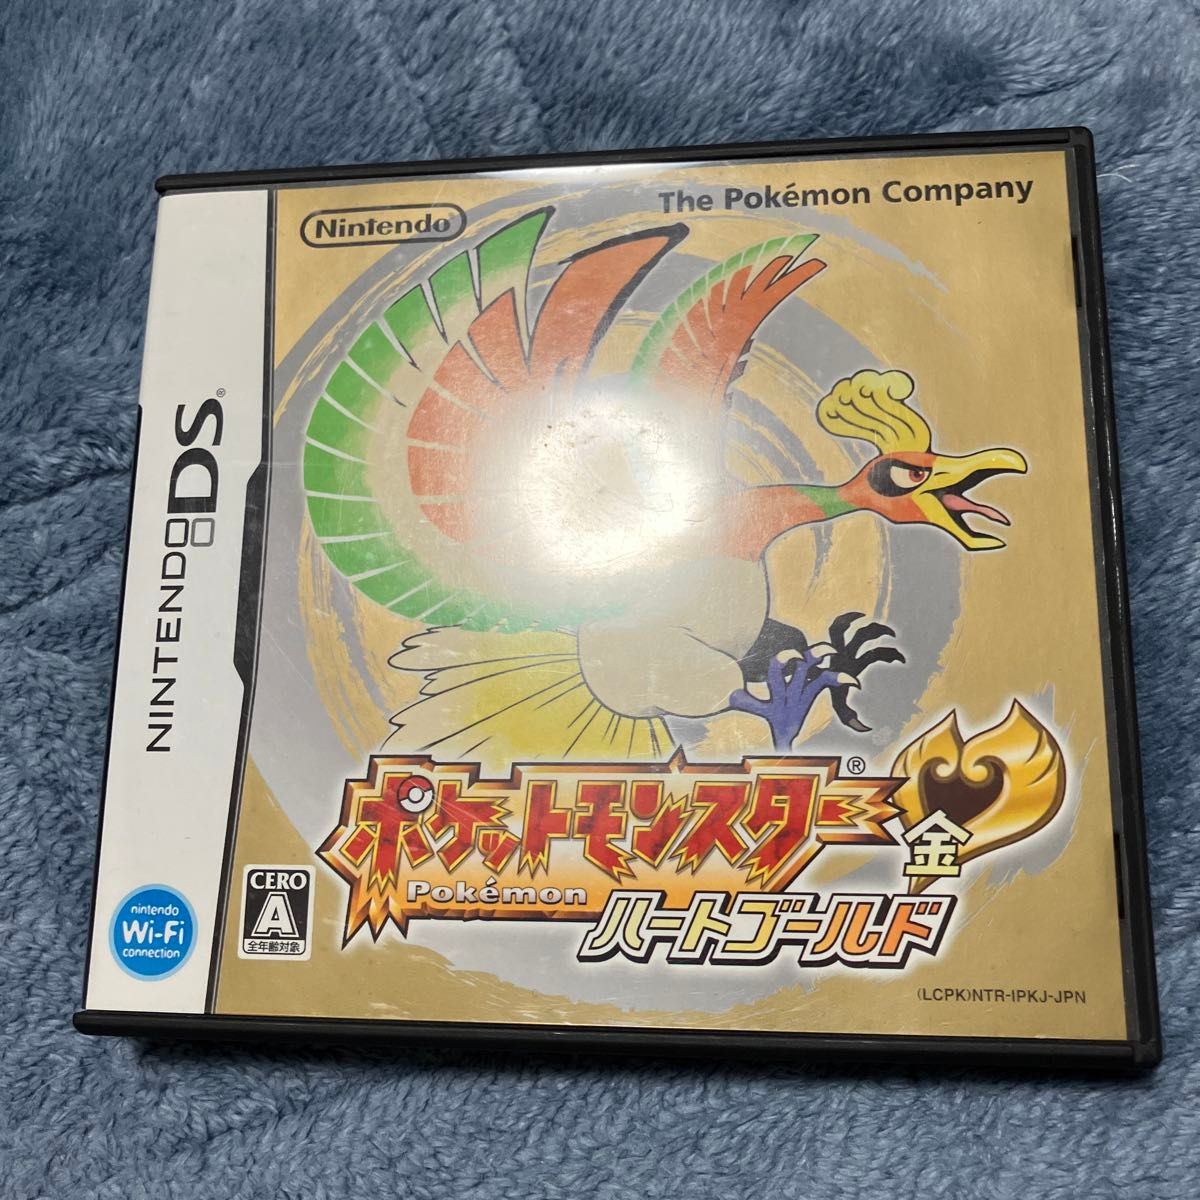 Nintendo
The Pokémon Company
NINTENDO DS®
ポケットモンスター®
Pokémon
金
ハートゴールド
nintendo
Wi-Fi
connection
CERO
A
全年齢対象
(LCPK)NTR-IPKJ-JPN